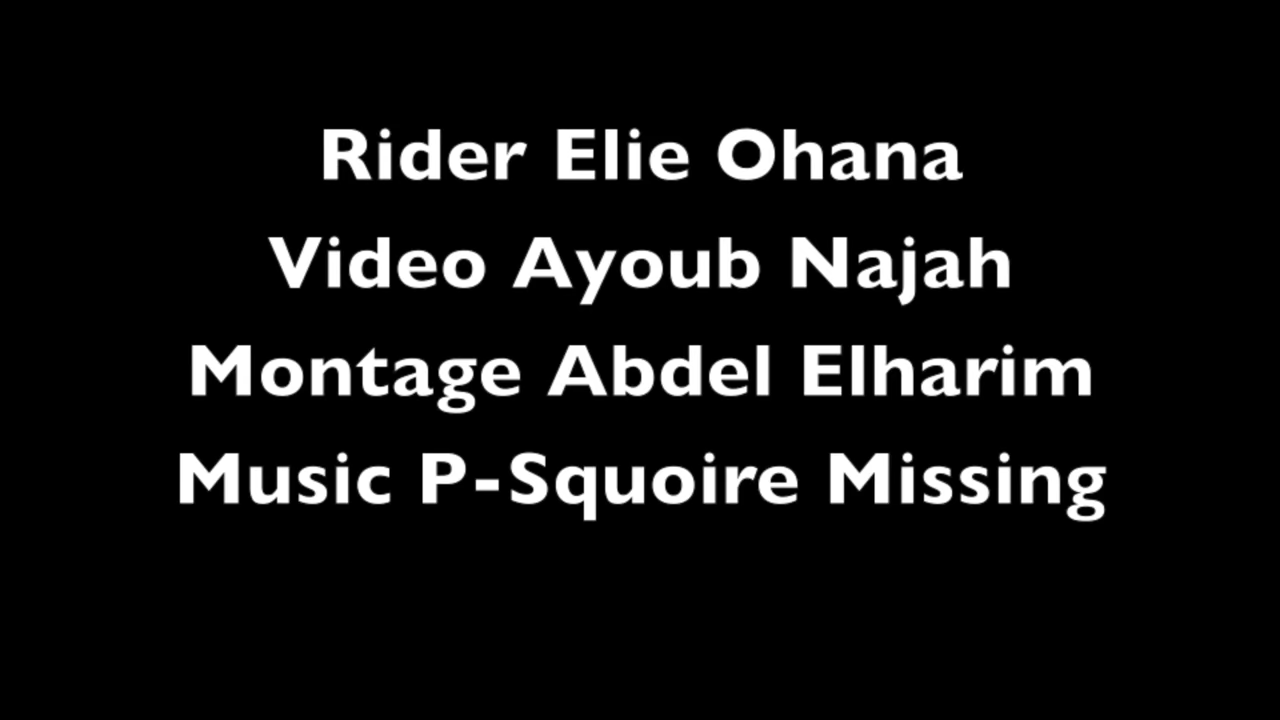 Rider Elie Ohana
Video Ayoub Najah
Montage Abdel Elharim
Music P-Squoire Missing